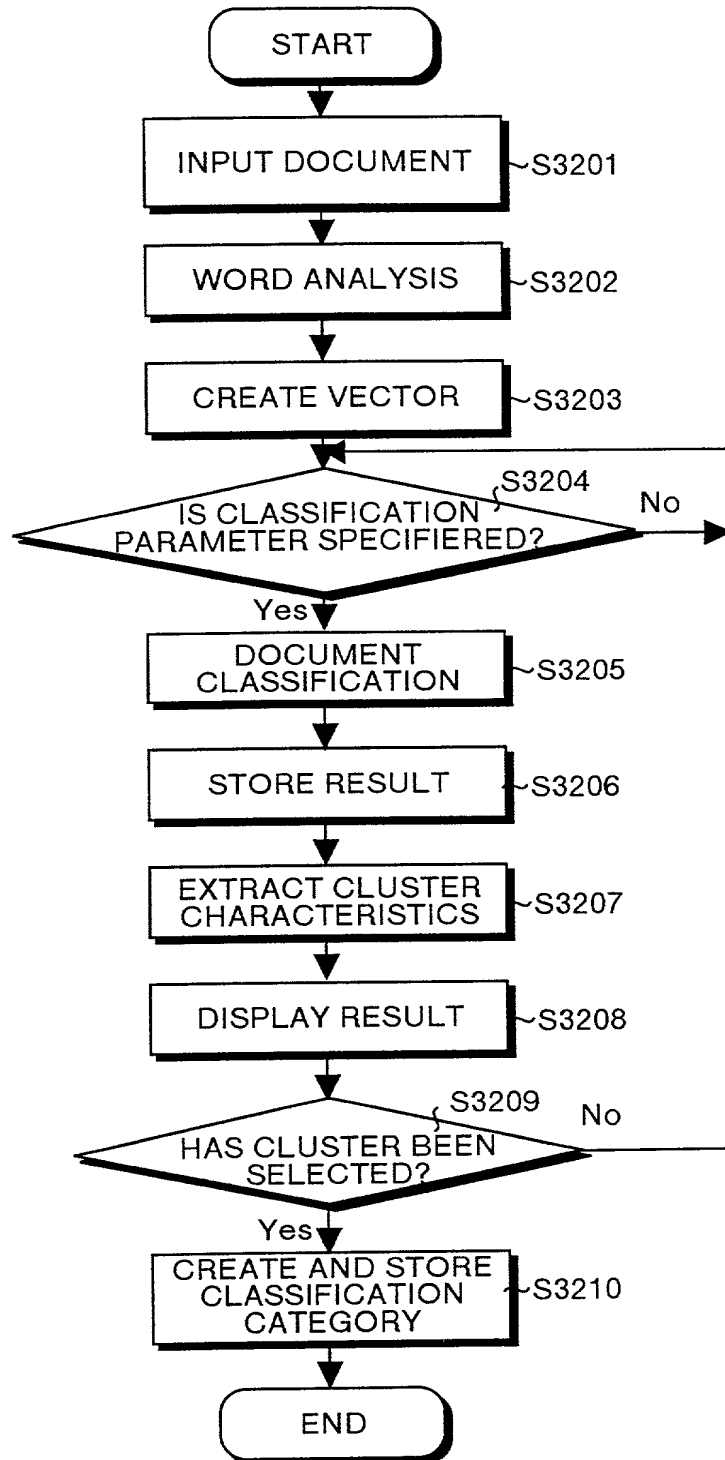 START
INPUT DOCUMENT
S3201
WORD ANALYSIS
S3202
CREATE VECTOR
S3203
S3204
IS CLASSIFICATION
PARAMETER SPECIFIERED?
No
Yes
DOCUMENT
CLASSIFICATION
S3205
STORE RESULT
S3206
EXTRACT CLUSTER
CHARACTERISTICS
S3207
DISPLAY RESULT
S3208
S3209
HAS CLUSTER BEEN
SELECTED?
No
Yes
CREATE AND STORE
CLASSIFICATION
CATEGORY
S3210
END